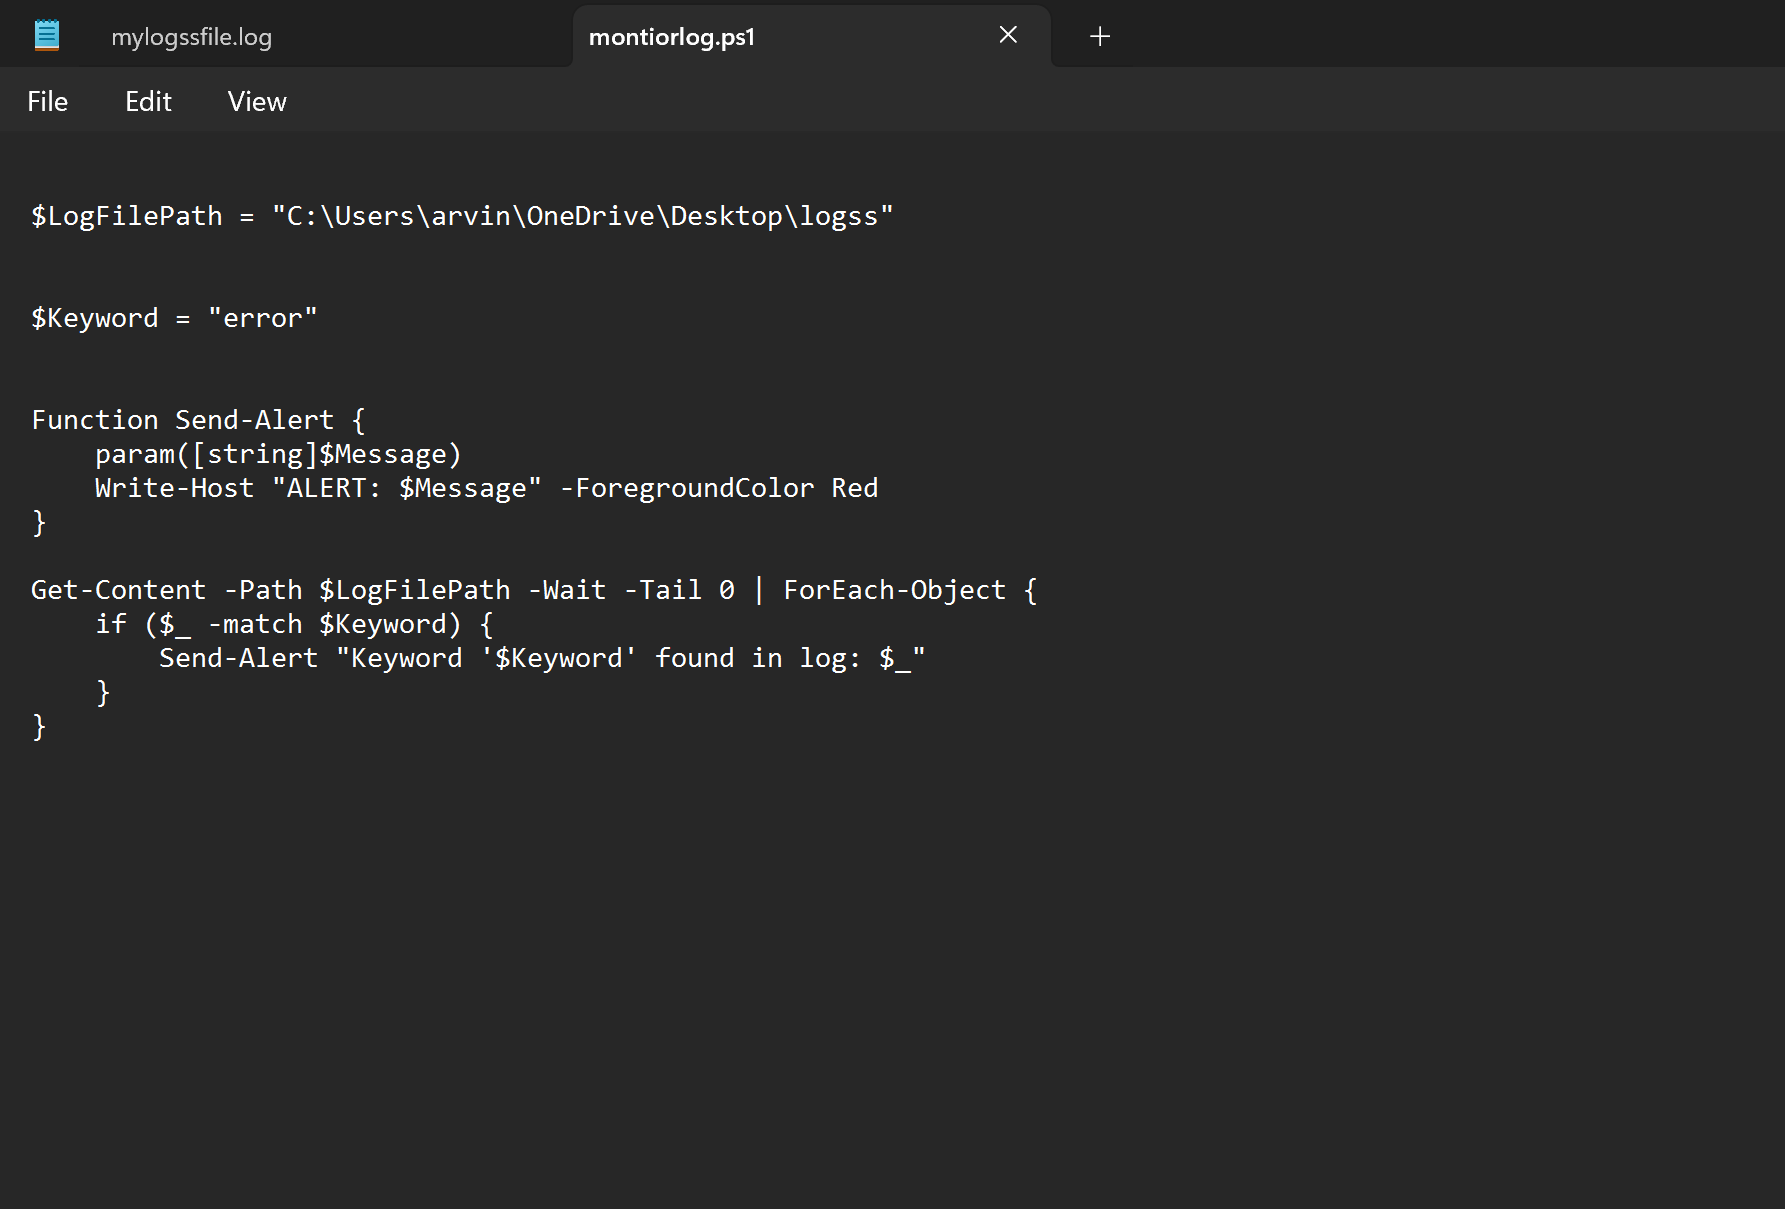 mylogssfile.log
montiorlog.ps1
File Edit View
$LogFilePath = "C:\Users\arvin\OneDrive\Desktop\logss"
$Keyword = "error"
Function Send-Alert {
    param([string]$Message)
    Write-Host "ALERT: $Message" -ForegroundColor Red
}
Get-Content -Path $LogFilePath -Wait -Tail 0 | ForEach-Object {
    if ($_ -match $Keyword) {
        Send-Alert "Keyword '$Keyword' found in log: $_"
    }
}